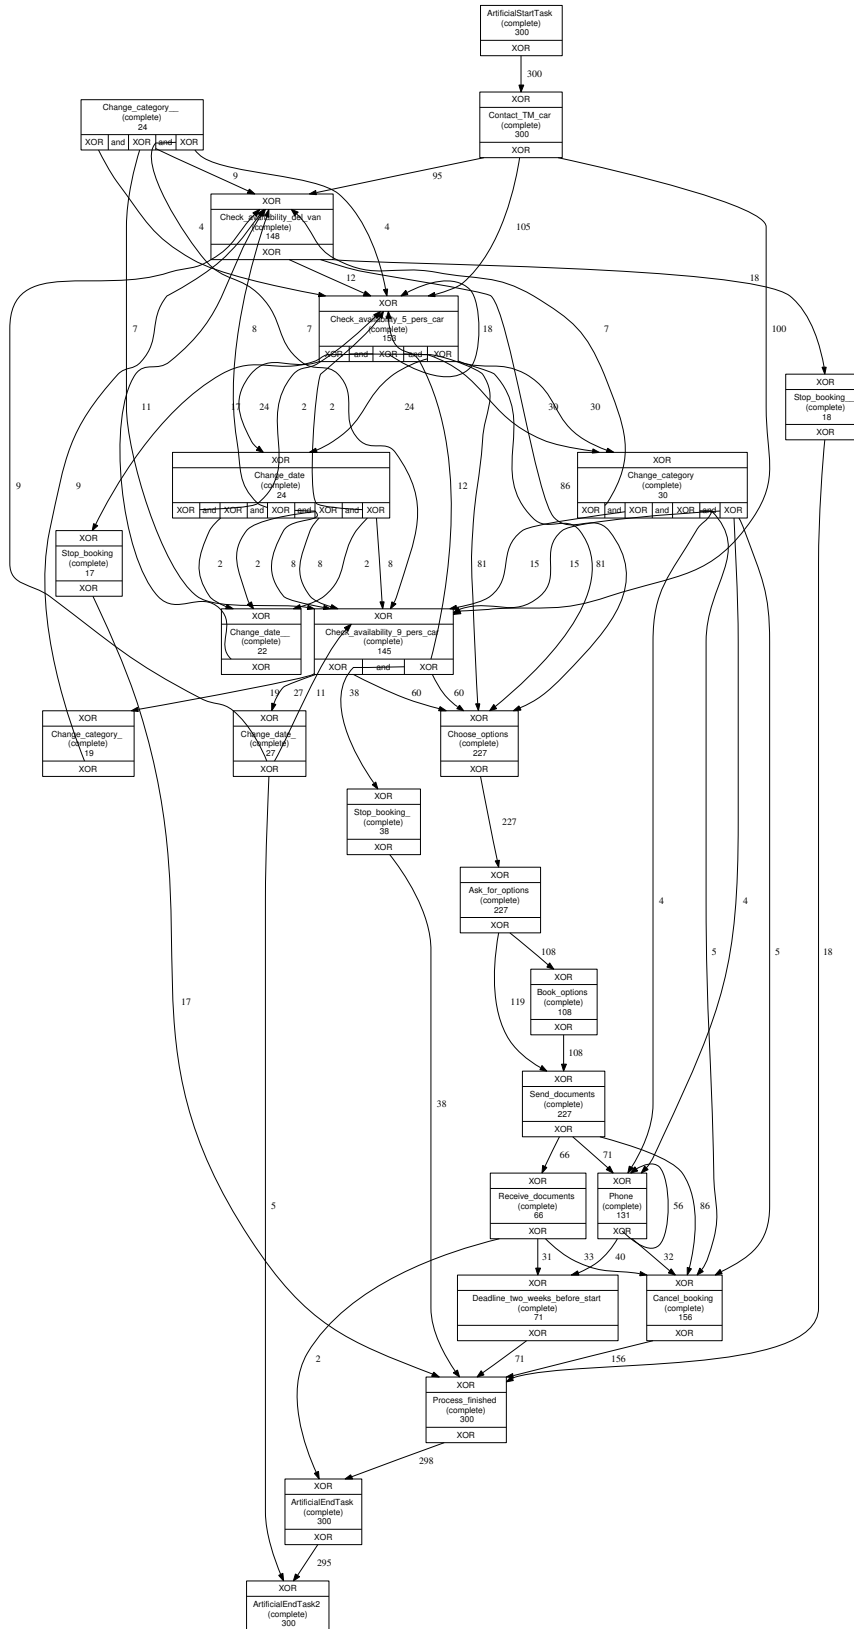 ArtificialStartTask
(complete)
300
XOR
300
XOR
Contact_TM_car
(complete)
300
XOR
Change_category__
(complete)
24
XOR and XOR and XOR
9
95
XOR
Check_availability_del_van
(complete)
148
XOR
4
4
105
12
18
XOR
Check_availability_5_pers_car
(complete)
153
XOR and XOR and XOR
7
8
7
18
7
100
XOR
Stop_booking__
(complete)
18
XOR
11
17
24
2
2
24
30
30
XOR
Change_date
(complete)
24
XOR and XOR and XOR and XOR and XOR
XOR
Change_category
(complete)
30
XOR and XOR and XOR and XOR
9
9
12
86
XOR
Stop_booking
(complete)
17
XOR
2
2
8
8
2
8
81
15
15
81
XOR
Change_date__
(complete)
22
XOR
XOR
Check_availability_9_pers_car
(complete)
145
XOR and XOR
19
27
11
38
60
60
XOR
Change_category_
(complete)
19
XOR
XOR
Change_date_
(complete)
27
XOR
XOR
Choose_options
(complete)
227
XOR
XOR
Stop_booking_
(complete)
38
XOR
227
XOR
Ask_for_options
(complete)
227
XOR
4
4
5
5
18
108
XOR
Book_options
(complete)
108
XOR
17
119
108
XOR
Send_documents
(complete)
227
XOR
38
66
71
XOR
Receive_documents
(complete)
66
XOR
XOR
Phone
(complete)
131
XOR
5
56
86
31
33
40
32
XOR
Deadline_two_weeks_before_start
(complete)
71
XOR
XOR
Cancel_booking
(complete)
156
XOR
2
71
156
XOR
Process_finished
(complete)
300
XOR
298
XOR
ArtificialEndTask
(complete)
300
XOR
295
XOR
ArtificialEndTask2
(complete)
300